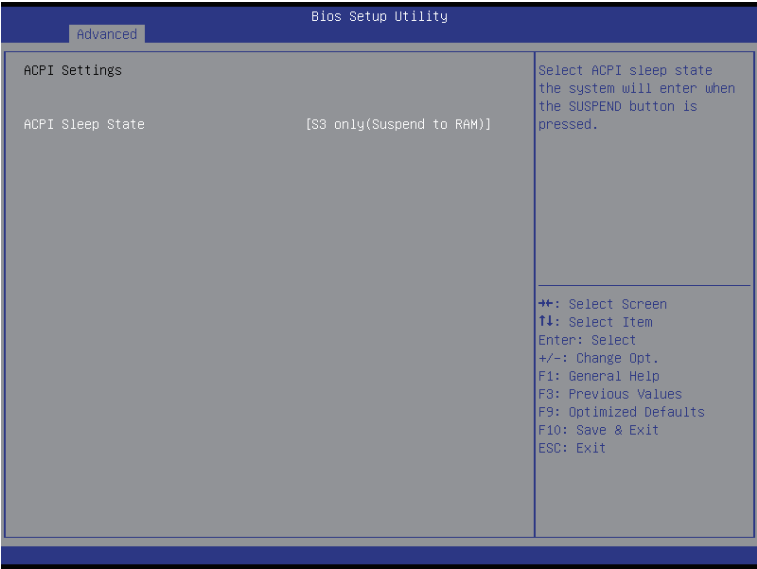 Bios Setup Utility
Advanced
ACPI Settings
ACPI Sleep State [S3 only(Suspend to RAM)]
Select ACPI sleep state
the system will enter when
the SUSPEND button is
pressed.
→←: Select Screen
↑↓: Select Item
Enter: Select
+/-: Change Opt.
F1: General Help
F3: Previous Values
F9: Optimized Defaults
F10: Save & Exit
ESC: Exit